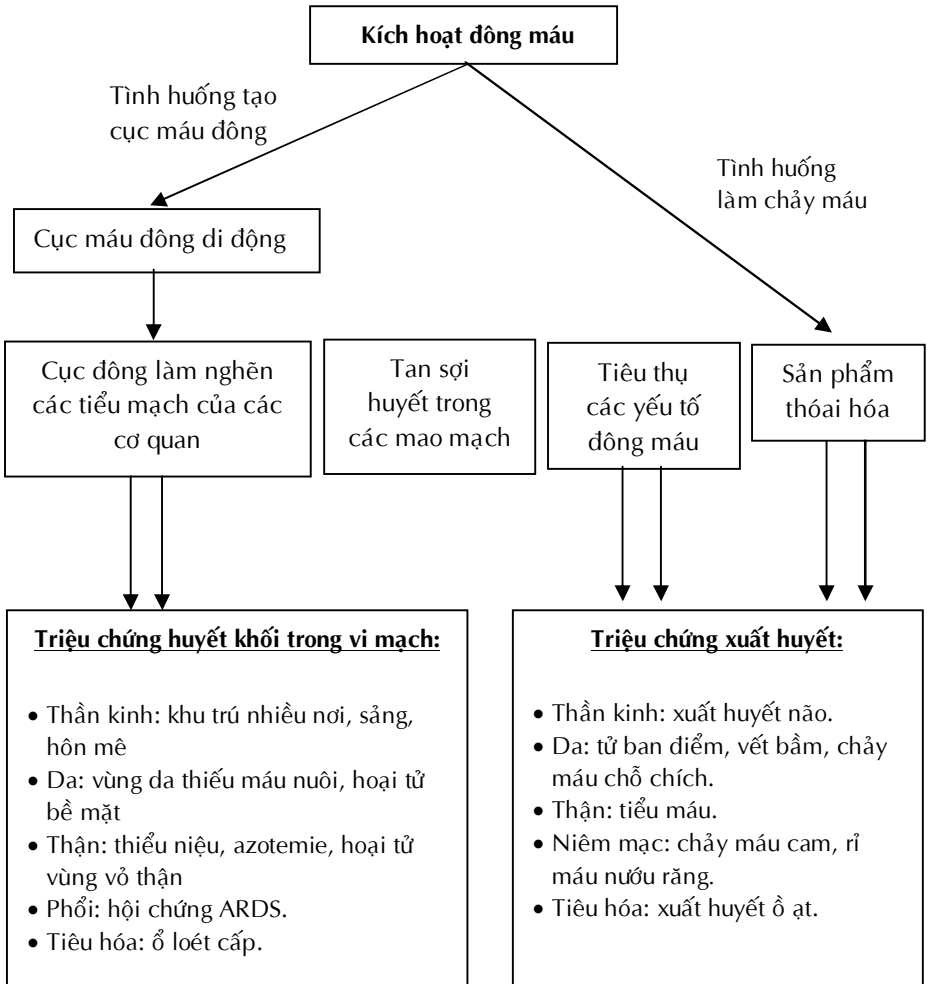 Kích hoạt đông máu
Tình huống tạo
cục máu đông
Tình huống
làm chảy máu
Cục máu đông di động
Cục đông làm nghẽn
các tiểu mạch của các
cơ quan
Tan sợi
huyết trong
các mao mạch
Tiêu thụ
các yếu tố
đông máu
Sản phẩm
thóai hóa
Triệu chứng huyết khối trong vi mạch:
• Thần kinh: khu trú nhiều nơi, sảng,
hôn mê
• Da: vùng da thiếu máu nuôi, hoại tử
bề mặt
• Thận: thiểu niệu, azotemie, hoại tử
vùng vỏ thận
• Phổi: hội chứng ARDS.
• Tiêu hóa: ổ loét cấp.
Triệu chứng xuất huyết:
• Thần kinh: xuất huyết não.
• Da: tử ban điểm, vết bầm, chảy
máu chỗ chích.
• Thận: tiểu máu.
• Niêm mạc: chảy máu cam, rỉ
máu nướu răng.
• Tiêu hóa: xuất huyết ồ ạt.